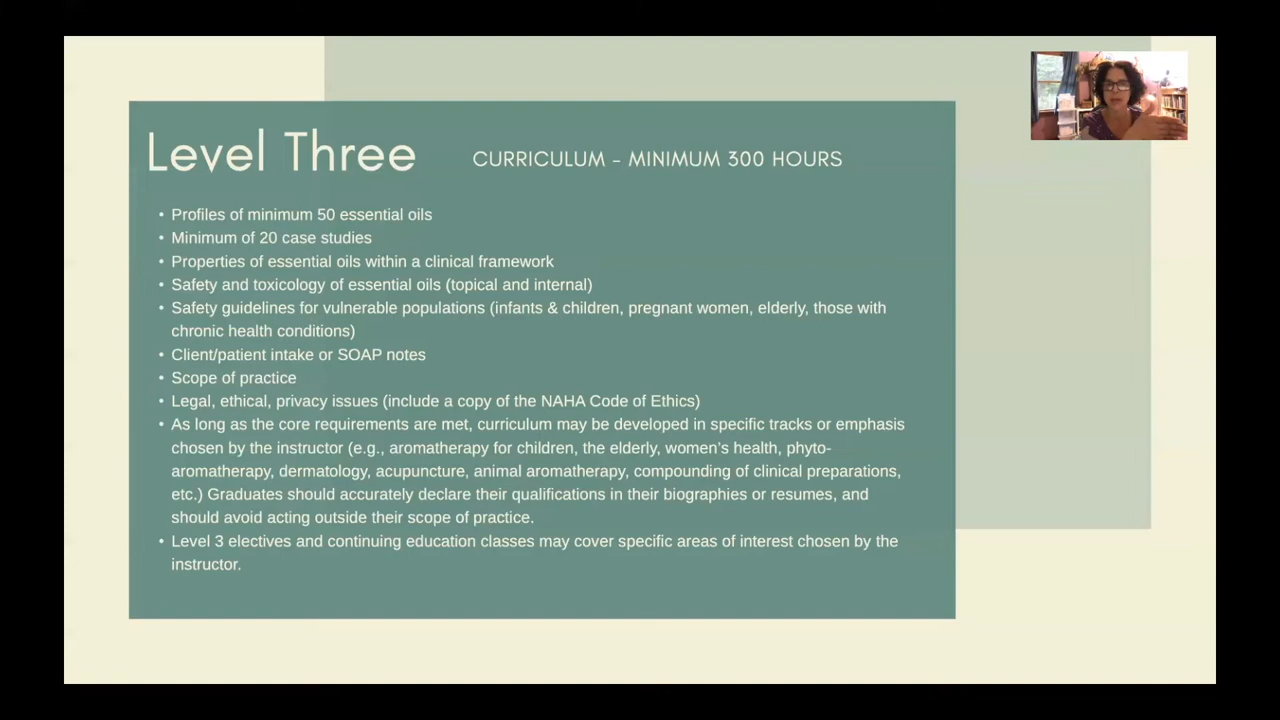 Level Three
CURRICULUM - MINIMUM 300 HOURS
• Profiles of minimum 50 essential oils
• Minimum of 20 case studies
• Properties of essential oils within a clinical framework
• Safety and toxicology of essential oils (topical and internal)
• Safety guidelines for vulnerable populations (infants & children, pregnant women, elderly, those with
chronic health conditions)
• Client/patient intake or SOAP notes
• Scope of practice
• Legal, ethical, privacy issues (include a copy of the NAHA Code of Ethics)
• As long as the core requirements are met, curriculum may be developed in specific tracks or emphasis
chosen by the instructor (e.g., aromatherapy for children, the elderly, women's health, phyto-
aromatherapy, dermatology, acupuncture, animal aromatherapy, compounding of clinical preparations,
etc.) Graduates should accurately declare their qualifications in their biographies or resumes, and
should avoid acting outside their scope of practice.
• Level 3 electives and continuing education classes may cover specific areas of interest chosen by the
instructor.